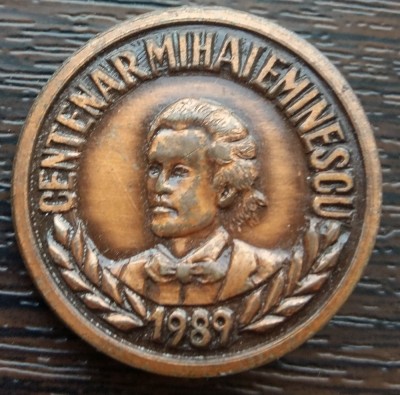 CENTENAR MIHAI EMINESCU
1989